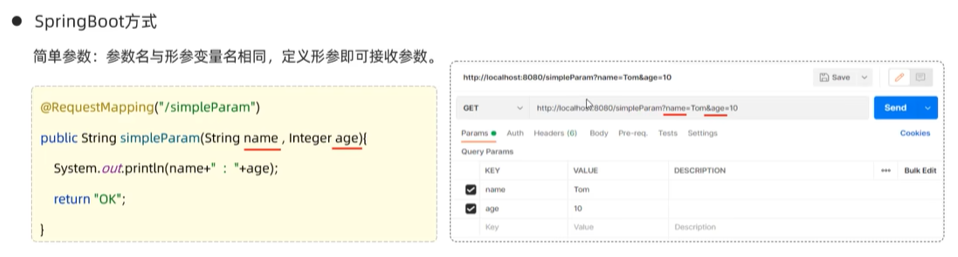 ● SpringBoot方式
简单参数：参数名与形参变量名相同，定义形参即可接收参数。
@RequestMapping("/simpleParam")
public String simpleParam(String name , Integer age){
System.out.println(name+" : "+age);
return "OK";
}
http://localhost:8080/simpleParam?name=Tom&age=10
Save
GET http://localhost:8080/simpleParam?name=Tom&age=10 Send
Params Auth Headers (6) Body Pre-req. Tests Settings Cookies
Query Params
KEY VALUE DESCRIPTION ••• Bulk Edit
name Tom
age 10
Key Value Description